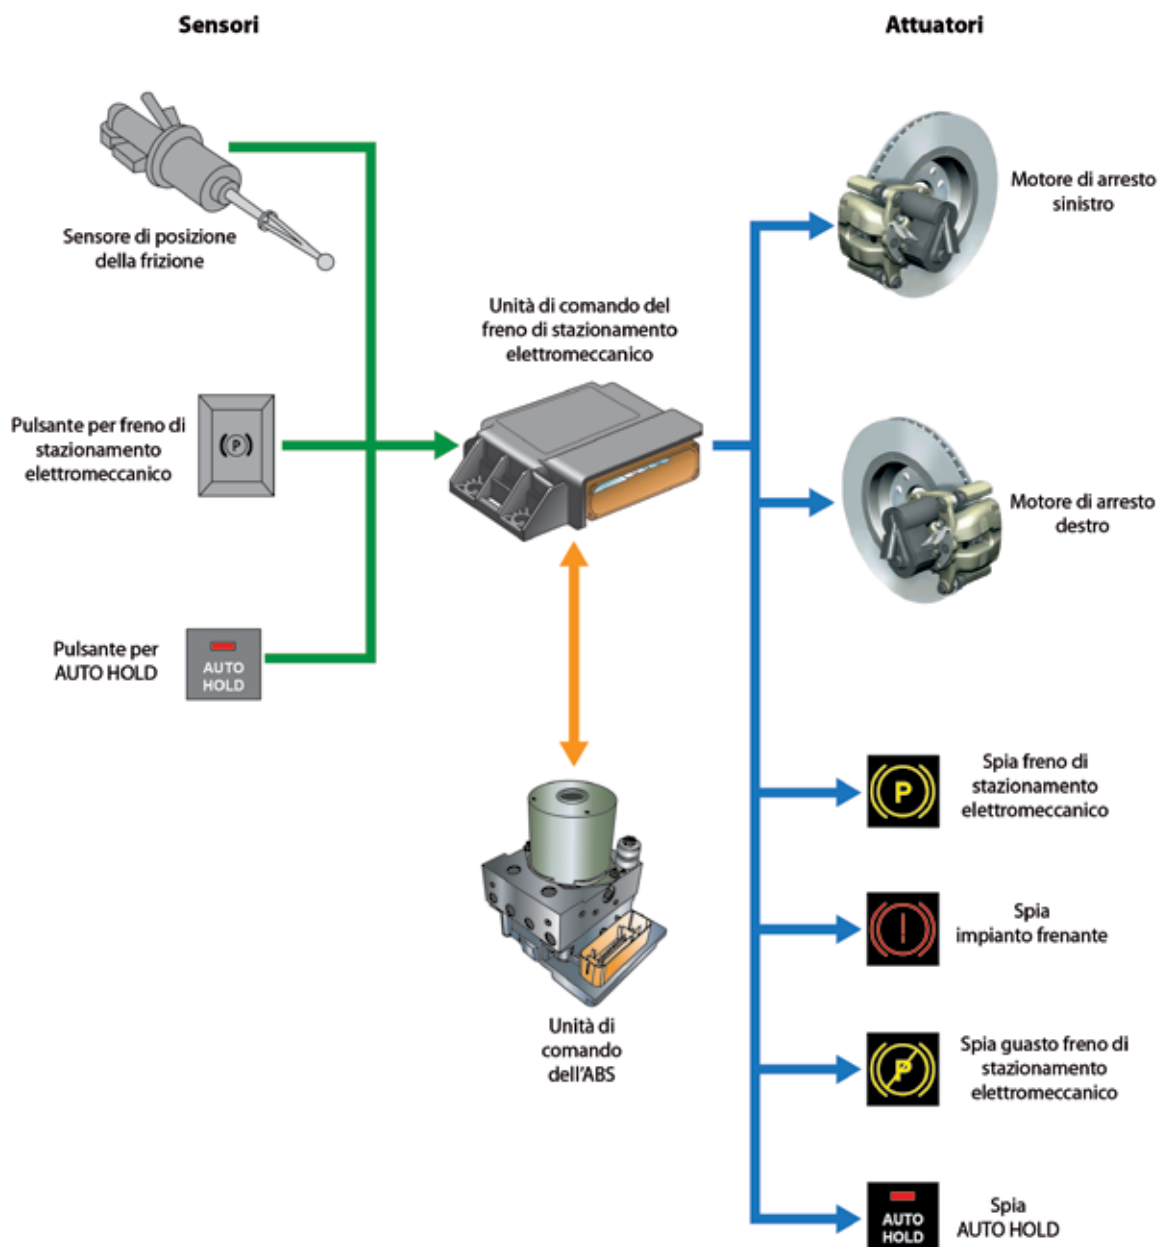 Sensori
Attuatori
Sensore di posizione
della frizione
Motore di arresto
sinistro
Unità di comando del
freno di stazionamento
elettromeccanico
Pulsante per freno di
stazionamento
elettromeccanico
(P)
Motore di arresto
destro
Pulsante per
AUTO HOLD
AUTO
HOLD
P
Spia freno di
stazionamento
elettromeccanico
!
Spia
impianto frenante
Unità di
comando
dell'ABS
P
Spia guasto freno di
stazionamento
elettromeccanico
AUTO
HOLD
Spia
AUTO HOLD